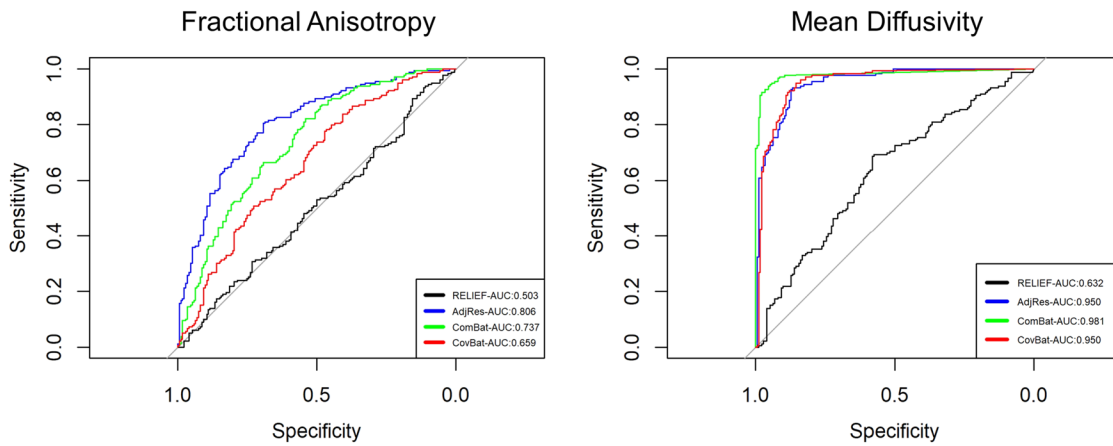 Fractional Anisotropy
1.0
0.8
0.6
0.4
0.2
0.0
Sensitivity
RELIEF-AUC:0.503
AdjRes-AUC:0.806
ComBat-AUC:0.737
CovBat-AUC:0.659
1.0 0.5 0.0
Specificity
Mean Diffusivity
1.0
0.8
0.6
0.4
0.2
0.0
Sensitivity
RELIEF-AUC:0.632
AdjRes-AUC:0.950
ComBat-AUC:0.981
CovBat-AUC:0.950
1.0 0.5 0.0
Specificity